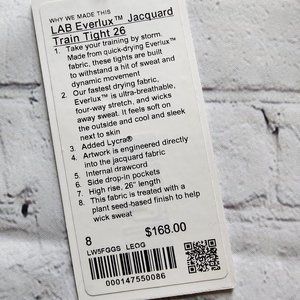 WHY WE MADE THIS
LAB Everlux™ Jacquard
Train Tight 26
1. Take your training by storm.
Made from quick-drying Everlux™
fabric, these tights are built
to withstand a hit of sweat and
dynamic movement
2. Our fastest drying fabric,
Everlux™ is ultra-breathable,
four-way stretch, and wicks
away sweat. It feels soft on
the outside and cool and sleek
next to skin
3. Added Lycra®
4. Artwork is engineered directly
into the jacquard fabric
5. Internal drawcord
6. Side drop-in pockets
7. High rise, 26" length
8. This fabric is treated with a
plant seed-based finish to help
wick sweat
8 $168.00
LW5FGGS LEOQ
000147550086